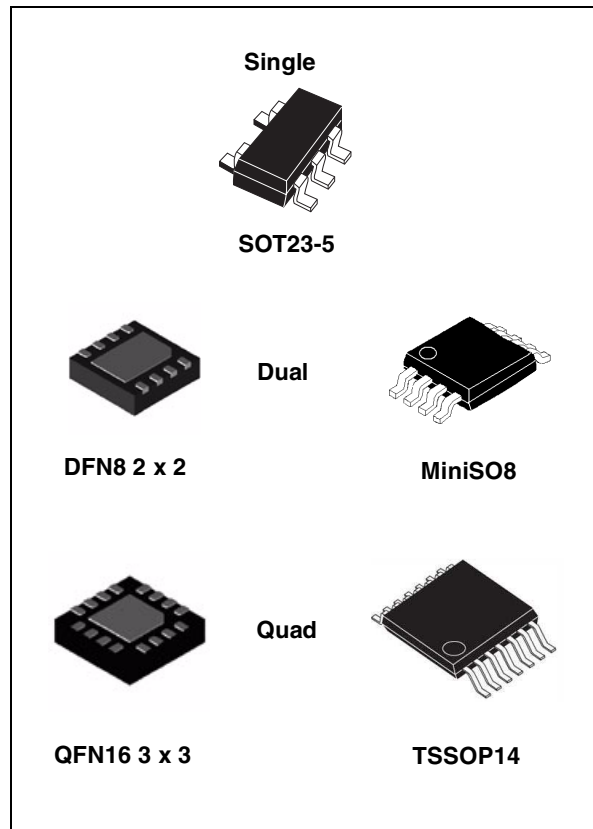 Single
SOT23-5
Dual
DFN8 2 x 2
MiniSO8
Quad
QFN16 3 x 3
TSSOP14